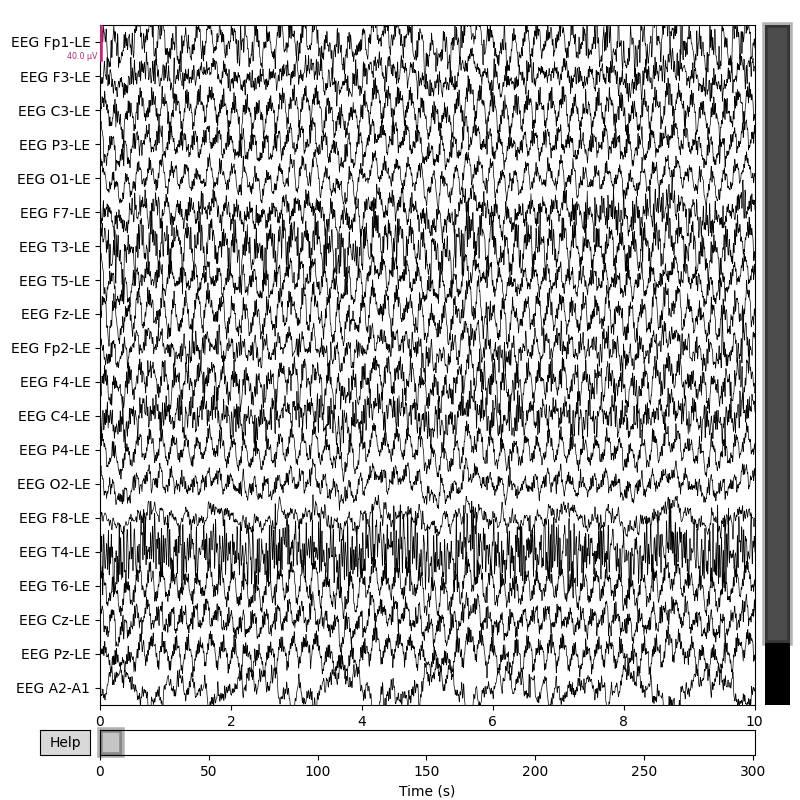 EEG Fp1-LE
40.0 µV
EEG F3-LE
EEG C3-LE
EEG P3-LE
EEG O1-LE
EEG F7-LE
EEG T3-LE
EEG T5-LE
EEG Fz-LE
EEG Fp2-LE
EEG F4-LE
EEG C4-LE
EEG P4-LE
EEG O2-LE
EEG F8-LE
EEG T4-LE
EEG T6-LE
EEG Cz-LE
EEG Pz-LE
EEG A2-A1
0 2 4 6 8 10
Help
0 50 100 150 200 250 300
Time (s)